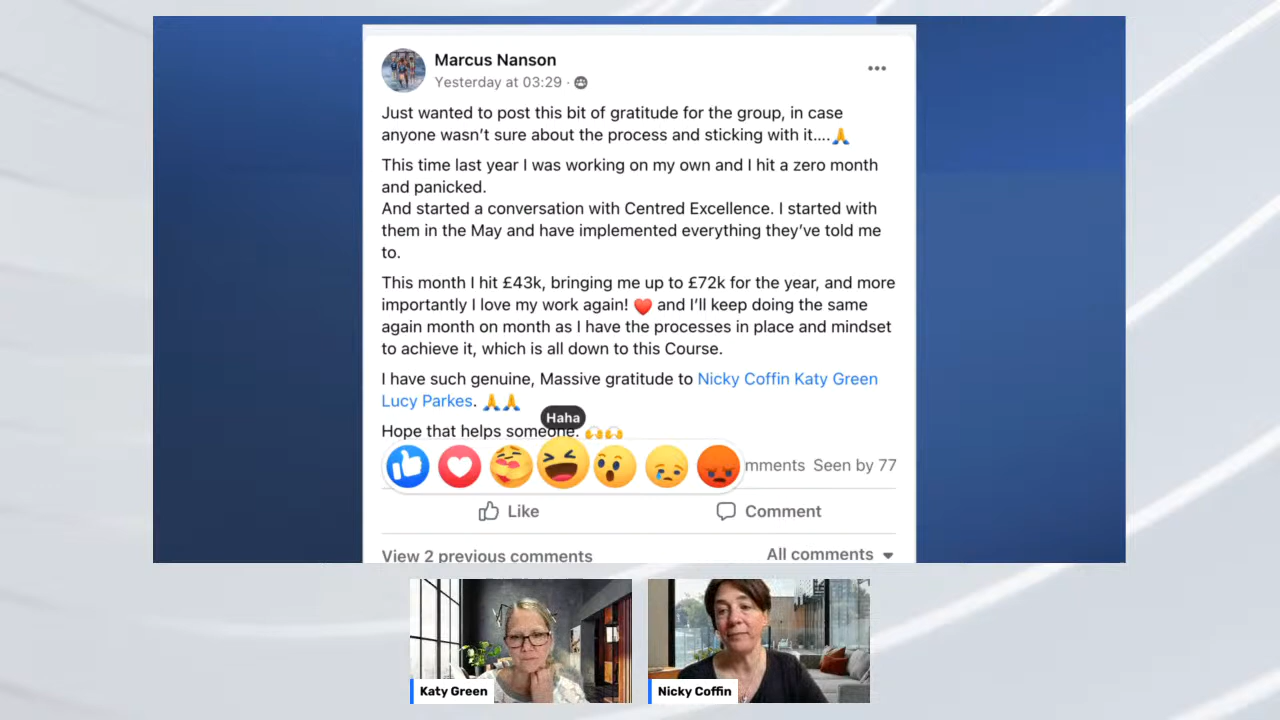 Marcus Nanson
Yesterday at 03:29 ·
Just wanted to post this bit of gratitude for the group, in case
anyone wasn't sure about the process and sticking with it....🙏
This time last year I was working on my own and I hit a zero month
and panicked.
And started a conversation with Centred Excellence. I started with
them in the May and have implemented everything they've told me
to.
This month I hit £43k, bringing me up to £72k for the year, and more
importantly I love my work again! ❤️ and I'll keep doing the same
again month on month as I have the processes in place and mindset
to achieve it, which is all down to this Course.
I have such genuine, Massive gratitude to Nicky Coffin Katy Green
Lucy Parkes. 🙏🙏
Haha
Hope that helps someone. 🙌🙌
mments Seen by 77
Like Comment
View 2 previous comments All comments
Katy Green Nicky Coffin